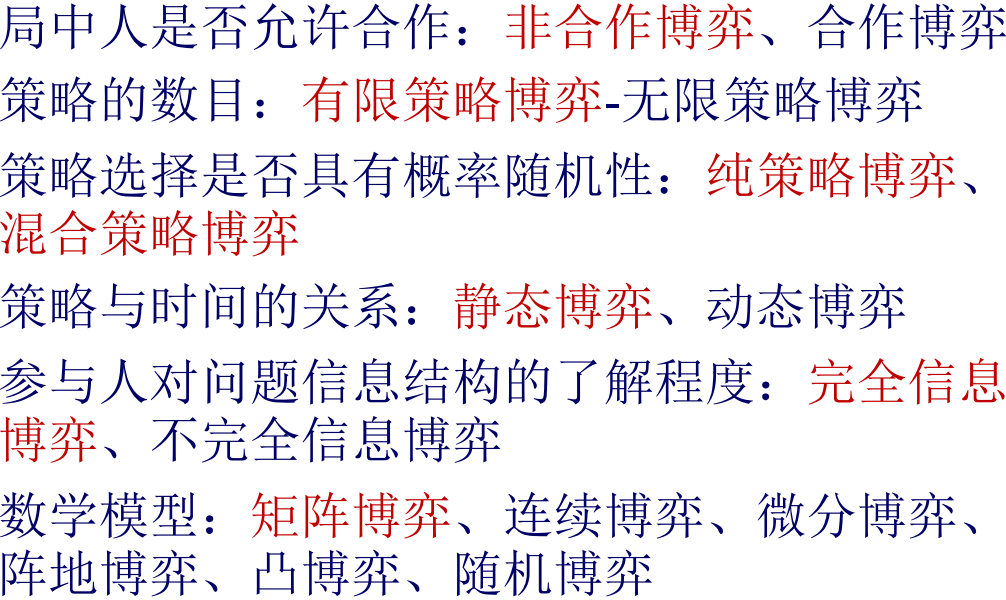 局中人是否允许合作：非合作博弈、合作博弈
策略的数目：有限策略博弈-无限策略博弈
策略选择是否具有概率随机性：纯策略博弈、
混合策略博弈
策略与时间的关系：静态博弈、动态博弈
参与人对问题信息结构的了解程度：完全信息
博弈、不完全信息博弈
数学模型：矩阵博弈、连续博弈、微分博弈、
阵地博弈、凸博弈、随机博弈